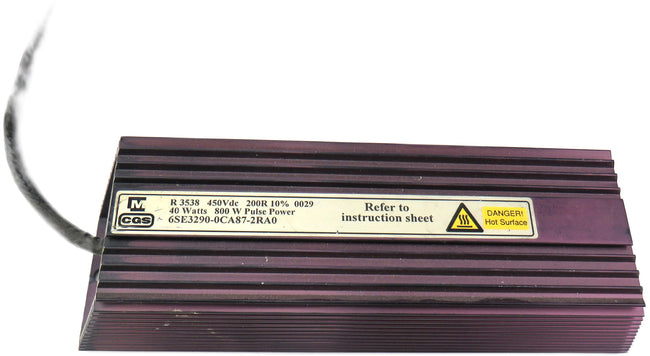 M
CGS
R 3538 450Vdc 200R 10% 0029
40 Watts 800 W Pulse Power
6SE3290-0CA87-2RA0
Refer to
instruction sheet
DANGER!
Hot Surface